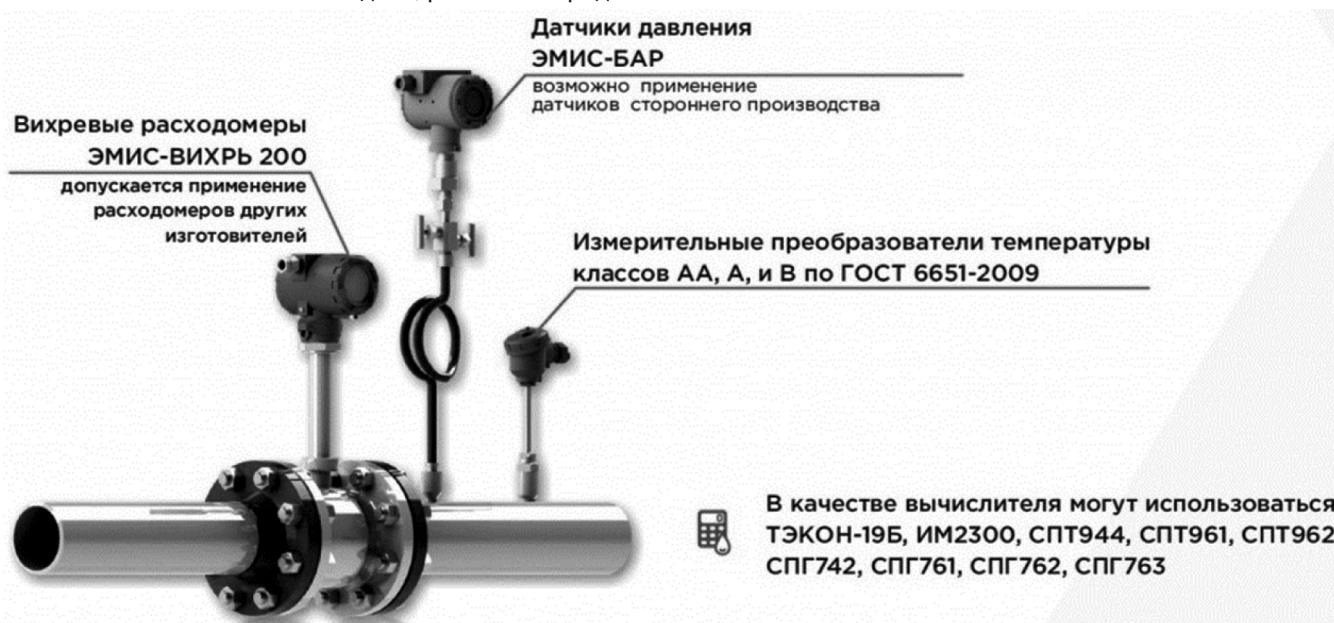 Датчики давления
ЭМИС-БАР
возможно применение
датчиков стороннего производства
Вихревые расходомеры
ЭМИС-ВИХРЬ 200
допускается применение
расходомеров других
изготовителей
Измерительные преобразователи температуры
классов АА, А, и В по ГОСТ 6651-2009
В качестве вычислителя могут использоваться
ТЭКОН-19Б, ИМ2300, СПТ944, СПТ961, СПТ962
СПГ742, СПГ761, СПГ762, СПГ763